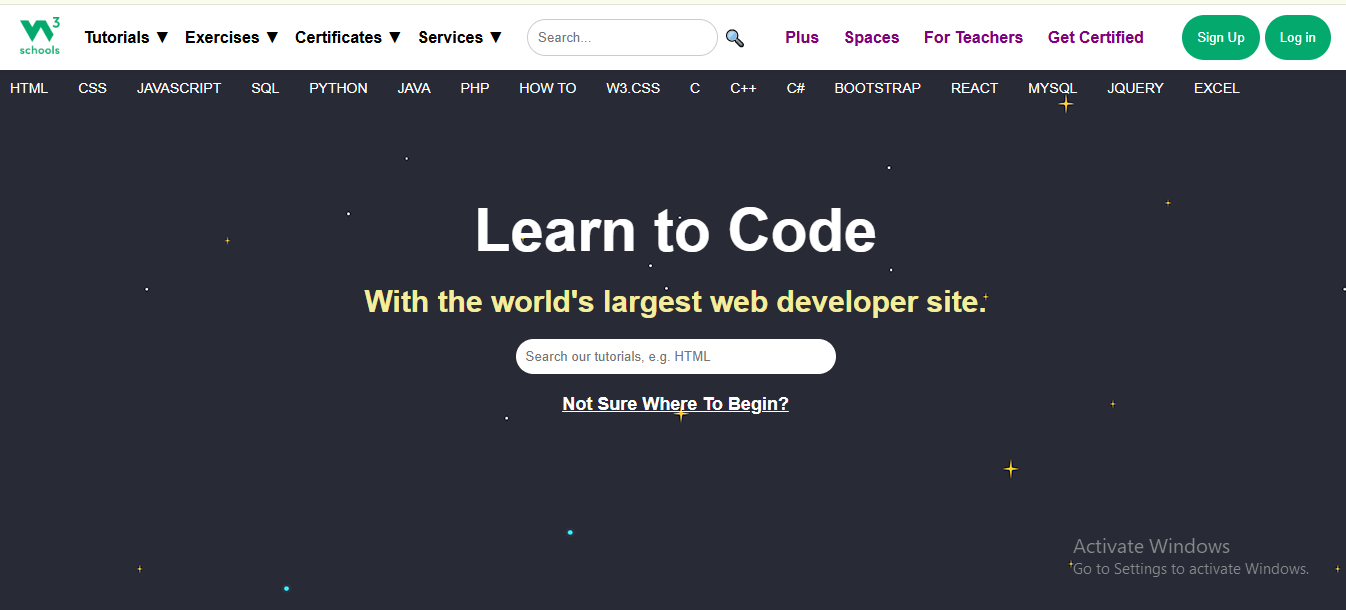 W3 schools Tutorials ▼ Exercises ▼ Certificates ▼ Services ▼ Search... Plus Spaces For Teachers Get Certified Sign Up Log in
HTML CSS JAVASCRIPT SQL PYTHON JAVA PHP HOW TO W3.CSS C C++ C# BOOTSTRAP REACT MYSQL JQUERY EXCEL
Learn to Code
With the world's largest web developer site.
Search our tutorials, e.g. HTML
Not Sure Where To Begin?
Activate Windows
Go to Settings to activate Windows.